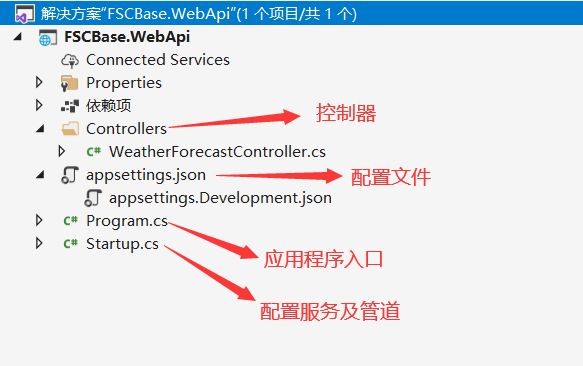 解决方案“FSCBase.WebApi”(1 个项目/共 1 个)
FSCBase.WebApi
Connected Services
Properties
依赖项
Controllers
控制器
C# WeatherForecastController.cs
appsettings.json
配置文件
appsettings.Development.json
C# Program.cs
应用程序入口
C# Startup.cs
配置服务及管道